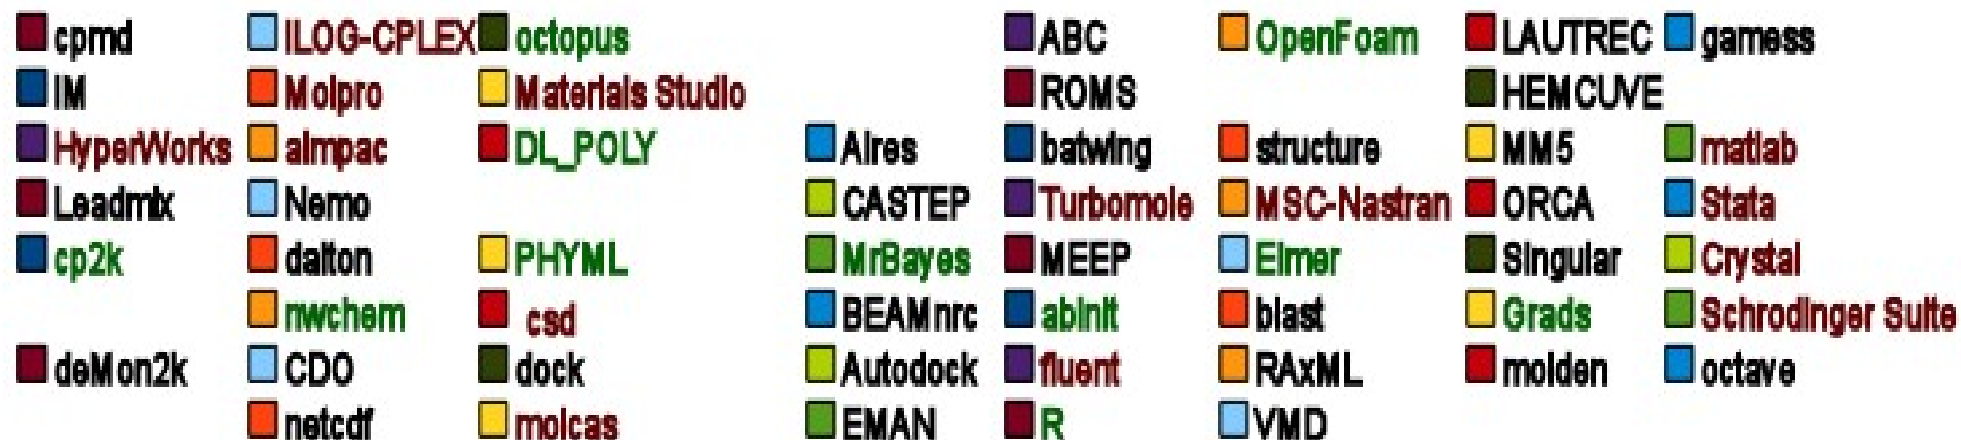 cpmd ILOG-CPLEX octopus ABC OpenFoam LAUTREC gamess
IM Molpro Materials Studio ROMS HEMCUVE
HyperWorks aimpac DL_POLY Aires batwing structure MM5 matlab
Leadmix Nemo CASTEP Turbomole MSC-Nastran ORCA Stata
cp2k dalton PHYML MrBayes MEEP Elmer Singular Crystal
nwchem csd BEAMnrc abinit blast Grads Schrodinger Suite
deMon2k CDO dock Autodock fluent RAxML molden octave
netcdf molcas EMAN R VMD